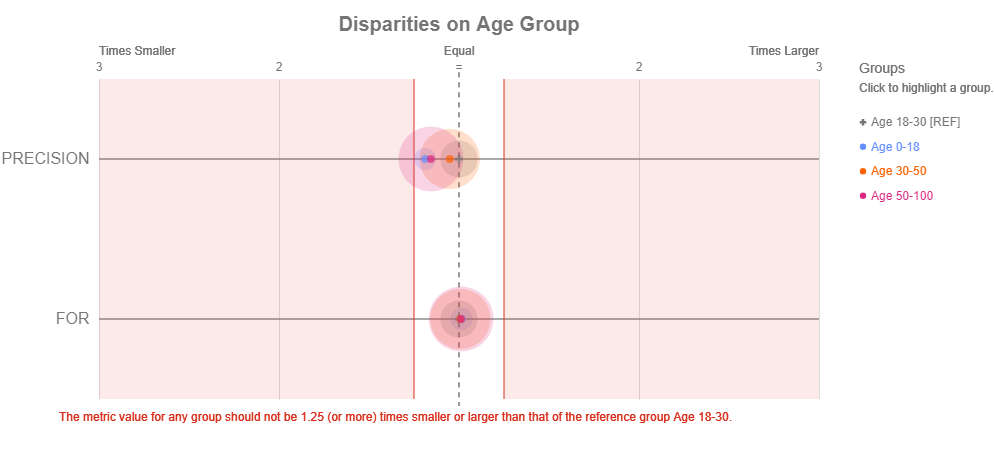 Disparities on Age Group
Times Smaller Equal Times Larger
3 2 = 2 3
Groups
Click to highlight a group.
Age 18-30 [REF]
Age 0-18
Age 30-50
Age 50-100
PRECISION
FOR
The metric value for any group should not be 1.25 (or more) times smaller or larger than that of the reference group Age 18-30.